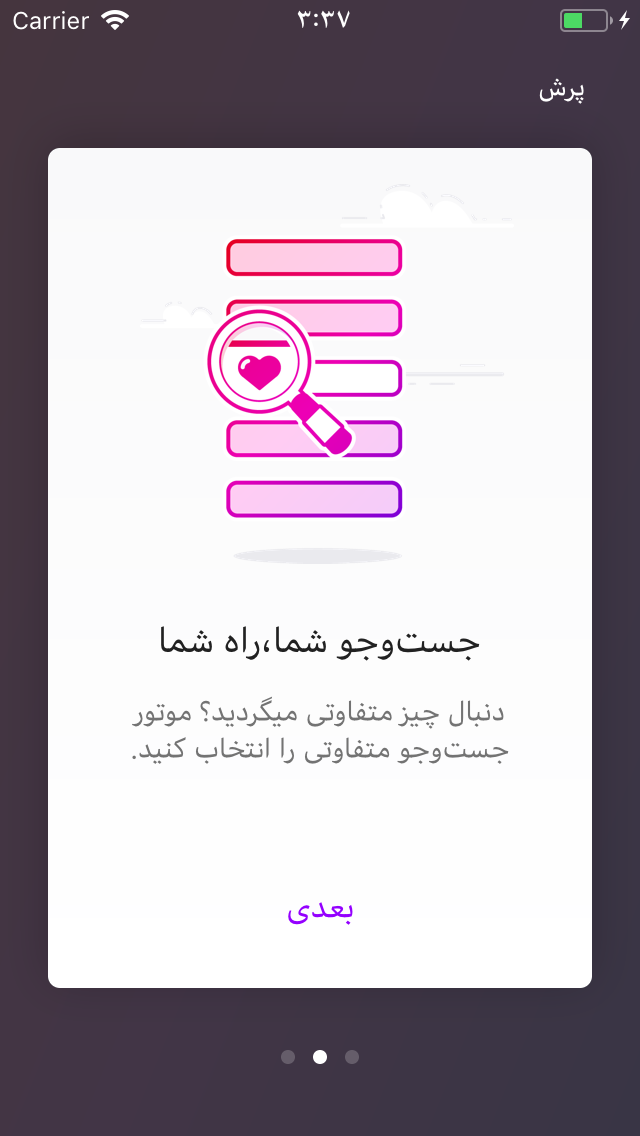 Carrier
۳:۳۷
پرش
جست‌وجو شما،راه شما
دنبال چیز متفاوتی میگردید؟ موتور
جست‌وجو متفاوتی را انتخاب کنید.
بعدی